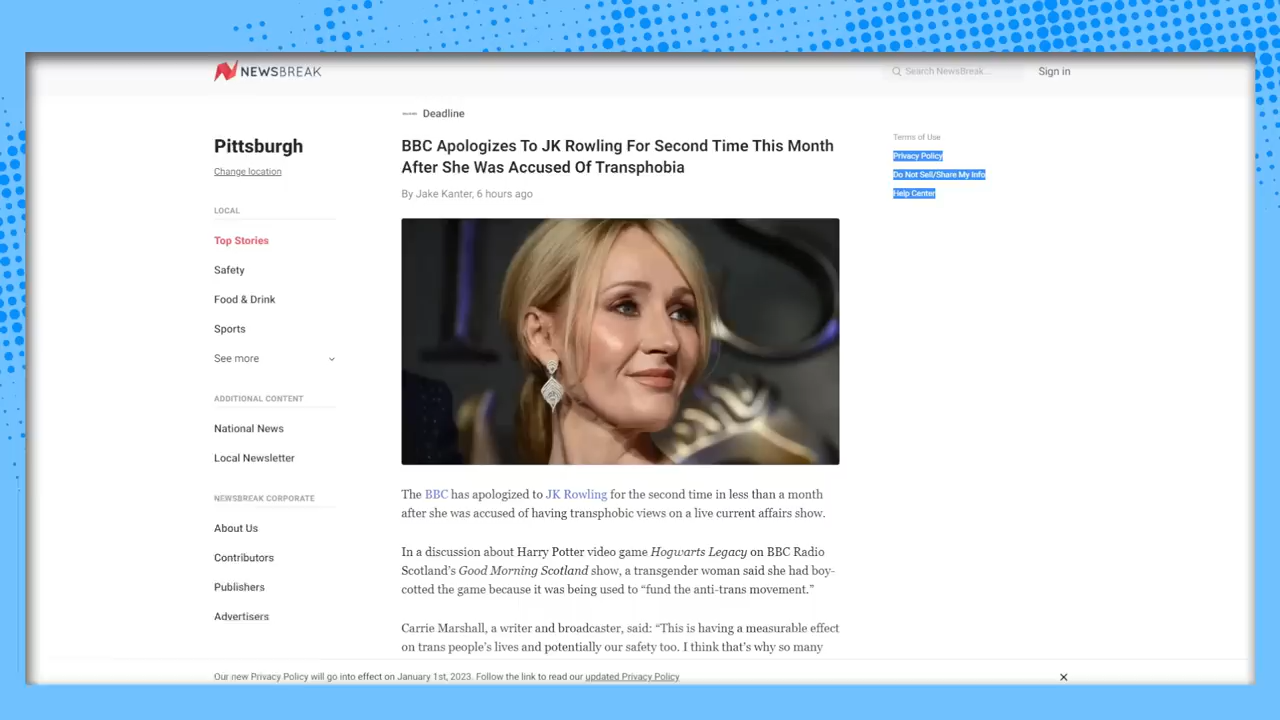 NEWSBREAK
Search NewsBreak...
Sign in
Pittsburgh
Change location
LOCAL
Top Stories
Safety
Food & Drink
Sports
See more
ADDITIONAL CONTENT
National News
Local Newsletter
NEWSBREAK CORPORATE
About Us
Contributors
Publishers
Advertisers
Deadline
BBC Apologizes To JK Rowling For Second Time This Month
After She Was Accused Of Transphobia
By Jake Kanter, 6 hours ago
The BBC has apologized to JK Rowling for the second time in less than a month
after she was accused of having transphobic views on a live current affairs show.
In a discussion about Harry Potter video game Hogwarts Legacy on BBC Radio
Scotland's Good Morning Scotland show, a transgender woman said she had boy-
cotted the game because it was being used to “fund the anti-trans movement.”
Carrie Marshall, a writer and broadcaster, said: “This is having a measurable effect
on trans people's lives and potentially our safety too. I think that's why so many
Terms of Use
Privacy Policy
Do Not Sell/Share My Info
Help Center
Our new Privacy Policy will go into effect on January 1st, 2023. Follow the link to read our updated Privacy Policy